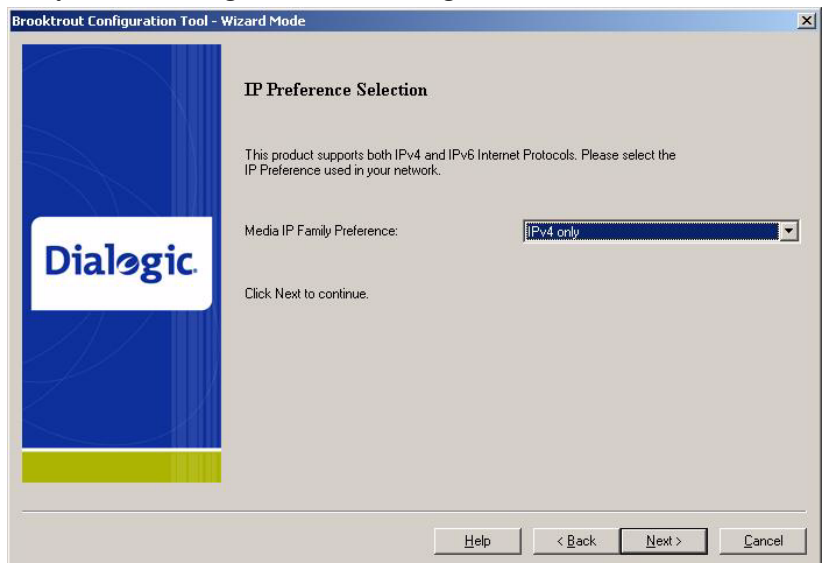 Brooktrout Configuration Tool - Wizard Mode
IP Preference Selection
This product supports both IPv4 and IPv6 Internet Protocols. Please select the
IP Preference used in your network.
Media IP Family Preference:
IPv4 only
Dialogic.
Click Next to continue.
Help
< Back
Next >
Cancel